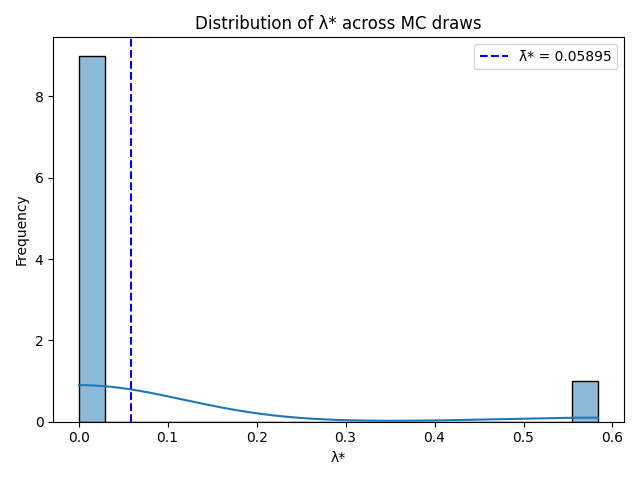 Distribution of λ* across MC draws
λ̄* = 0.05895
Frequency
8
6
4
2
0
0.0 0.1 0.2 0.3 0.4 0.5 0.6
λ*